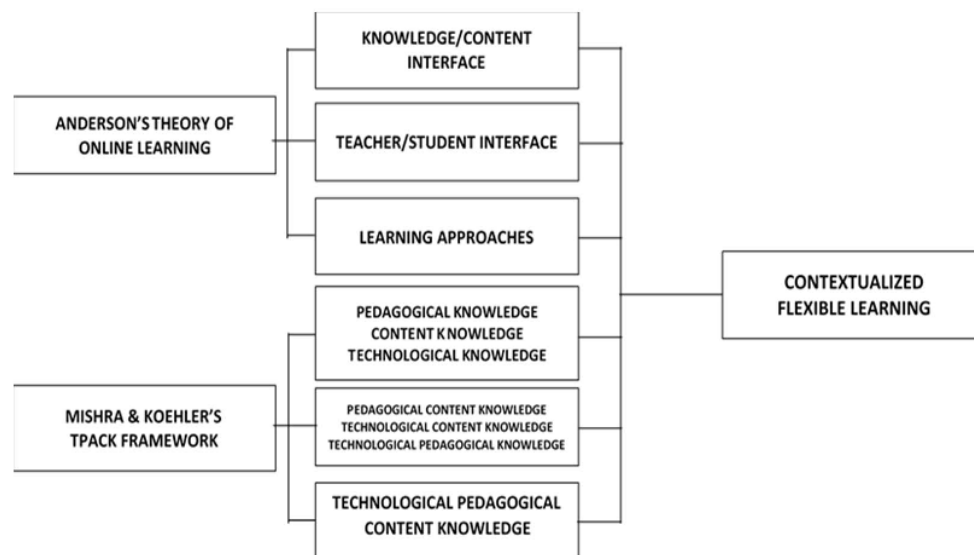 KNOWLEDGE/CONTENT
INTERFACE
ANDERSON'S THEORY OF
ONLINE LEARNING
TEACHER/STUDENT INTERFACE
LEARNING APPROACHES
CONTEXTUALIZED
FLEXIBLE LEARNING
PEDAGOGICAL KNOWLEDGE
CONTENT KNOWLEDGE
TECHNOLOGICAL KNOWLEDGE
MISHRA & KOEHLER'S
TPACK FRAMEWORK
PEDAGOGICAL CONTENT KNOWLEDGE
TECHNOLOGICAL CONTENT KNOWLEDGE
TECHNOLOGICAL PEDAGOGICAL KNOWLEDGE
TECHNOLOGICAL PEDAGOGICAL
CONTENT KNOWLEDGE